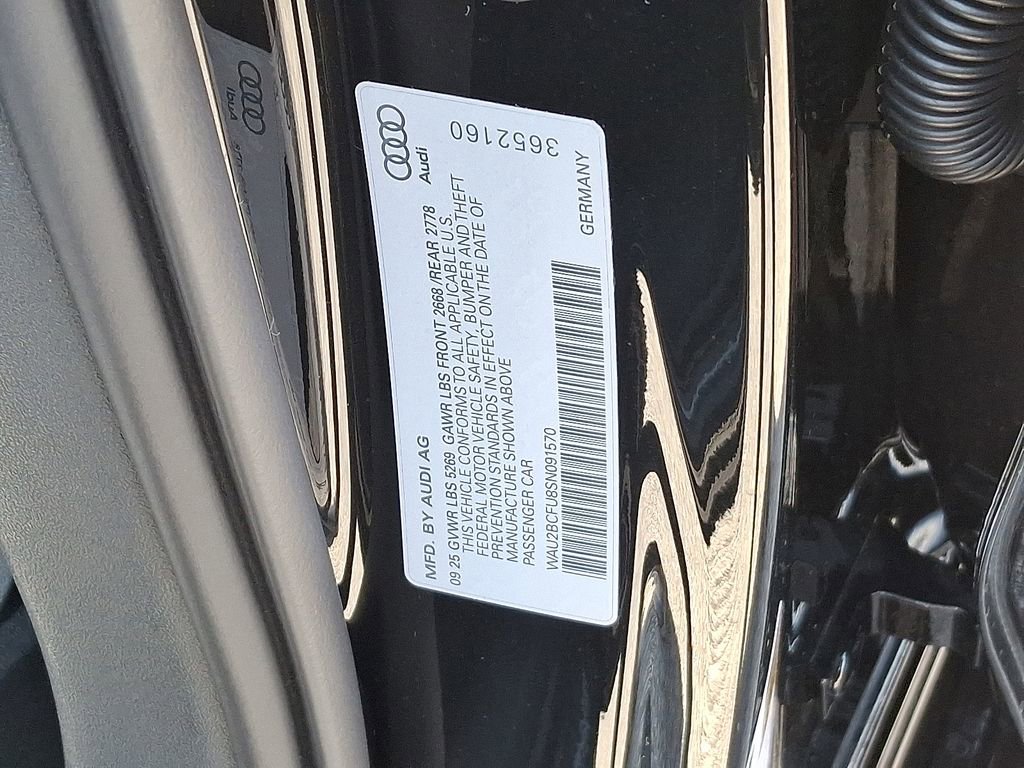 Audi
MFD. BY AUDI AG
09 25 GVWR LBS 5269 GAWR LBS FRONT 2668 /REAR 2778
THIS VEHICLE CONFORMS TO ALL APPLICABLE U.S.
FEDERAL MOTOR VEHICLE SAFETY, BUMPER AND THEFT
PREVENTION STANDARDS IN EFFECT ON THE DATE OF
MANUFACTURE SHOWN ABOVE
PASSENGER CAR
WAU2BCFU8SN091570
GERMANY
3652160